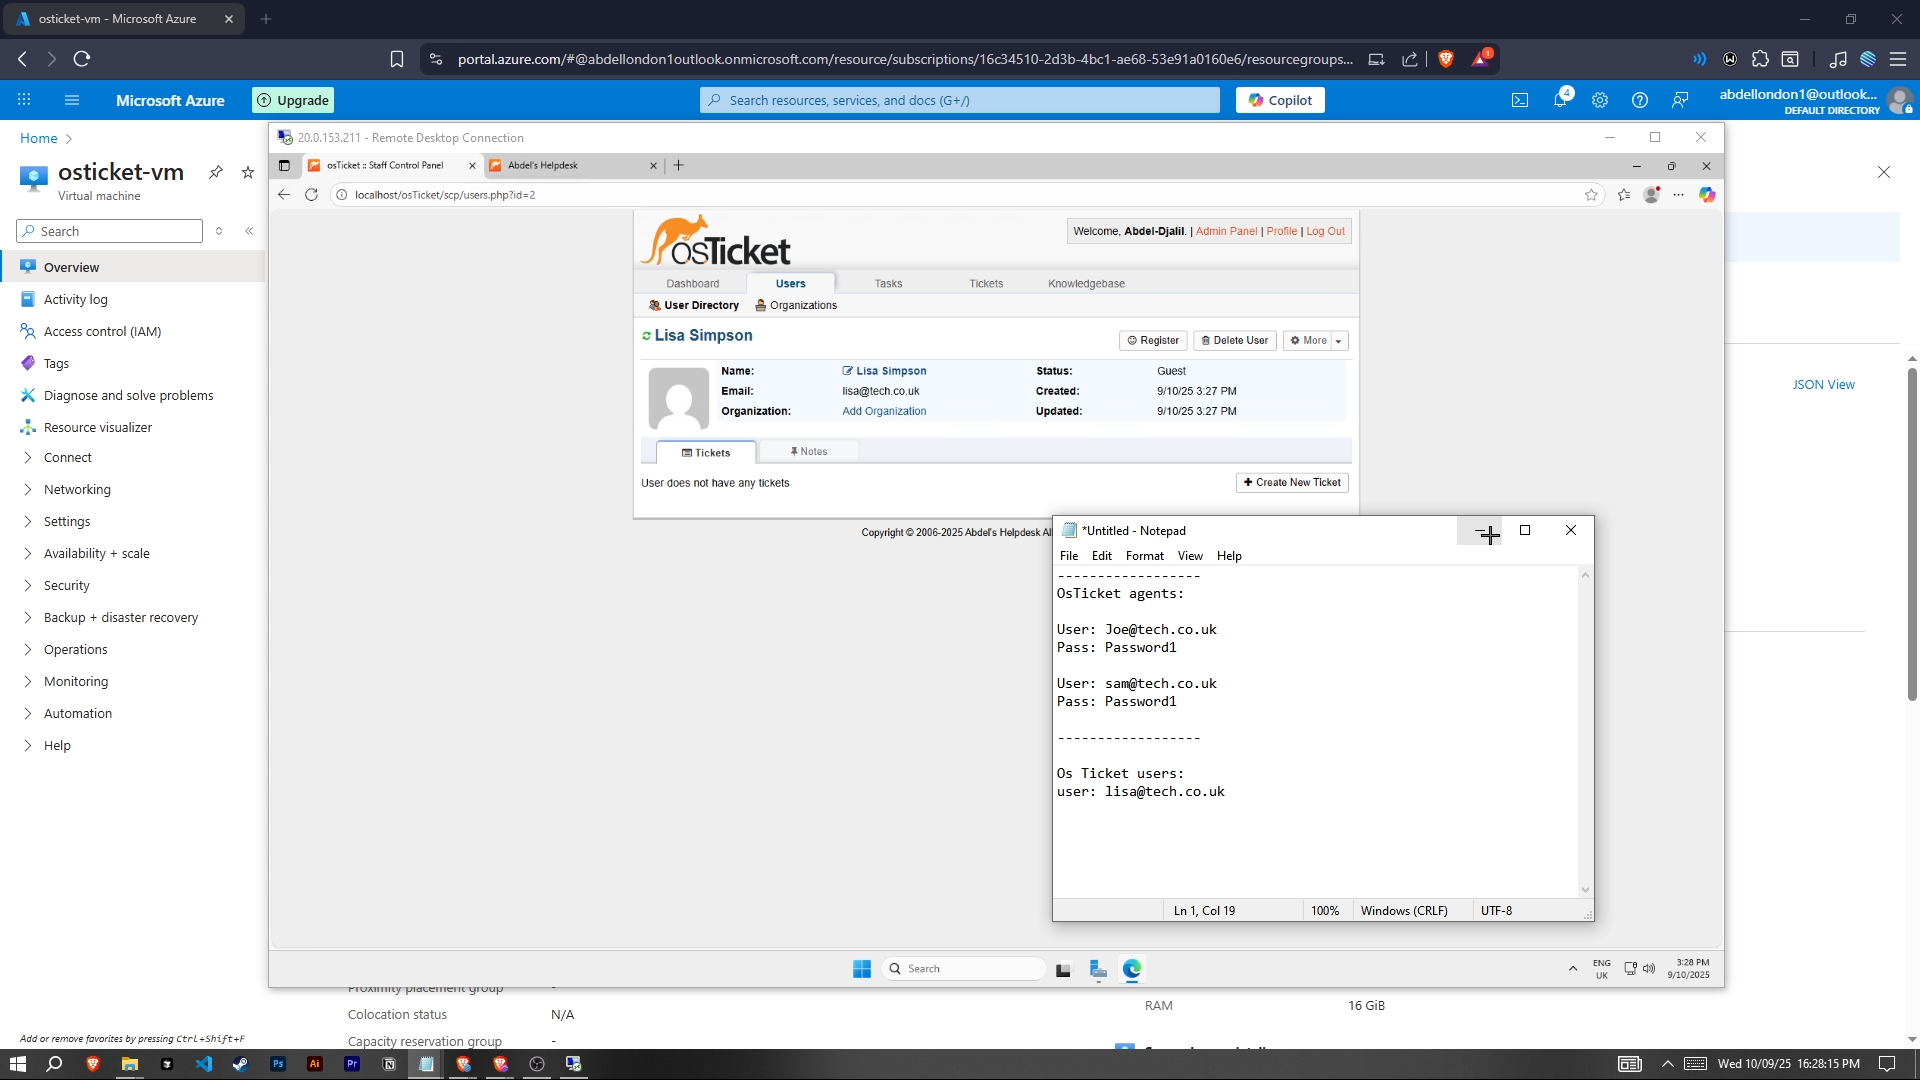 osticket-vm - Microsoft Azure
portal.azure.com/#@abdellondon1outlook.onmicrosoft.com/resource/subscriptions/16c34510-2d3b-4bc1-ae68-53e91a0160e6/resourcegroups...
1
Microsoft Azure
Upgrade
Search resources, services, and docs (G+/)
Copilot
4
abdellondon1@outlook...
DEFAULT DIRECTORY
Home
osticket-vm
Virtual machine
Search
Overview
Activity log
Access control (IAM)
Tags
Diagnose and solve problems
Resource visualizer
Connect
Networking
Settings
Availability + scale
Security
Backup + disaster recovery
Operations
Monitoring
Automation
Help
Add or remove favorites by pressing Ctrl+Shift+F
JSON View
20.0.153.211 - Remote Desktop Connection
osTicket :: Staff Control Panel
Abdel's Helpdesk
localhost/osTicket/scp/users.php?id=2
osTicket
Welcome, Abdel-Djalil. | Admin Panel | Profile | Log Out
Dashboard
Users
Tasks
Tickets
Knowledgebase
User Directory
Organizations
Lisa Simpson
Register
Delete User
More
Name: Lisa Simpson
Status: Guest
Email: lisa@tech.co.uk
Created: 9/10/25 3:27 PM
Organization: Add Organization
Updated: 9/10/25 3:27 PM
Tickets
Notes
User does not have any tickets
Create New Ticket
Copyright © 2006-2025 Abdel's Helpdesk
*Untitled - Notepad
File Edit Format View Help
------------------
OsTicket agents:
User: Joe@tech.co.uk
Pass: Password1
User: sam@tech.co.uk
Pass: Password1
------------------
Os Ticket users:
user: lisa@tech.co.uk
Ln 1, Col 19
100%
Windows (CRLF)
UTF-8
Search
ENG
UK
3:28 PM
9/10/2025
Proximity placement group
-
Colocation status
N/A
Capacity reservation group
-
RAM
16 GiB
Ps
Ai
Pr
Wed 10/09/25 16:28:15 PM